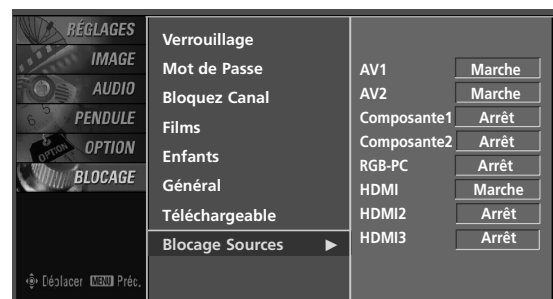 RÉGLAGES
IMAGE
AUDIO
PENDULE
OPTION
BLOCAGE
Déplacer MENU Préc.
Verrouillage
Mot de Passe
Bloquez Canal
Films
Enfants
Général
Téléchargeable
Blocage Sources ▶
AV1 Marche
AV2 Marche
Composante1 Arrêt
Composante2 Arrêt
RGB-PC Arrêt
HDMI Marche
HDMI2 Arrêt
HDMI3 Arrêt